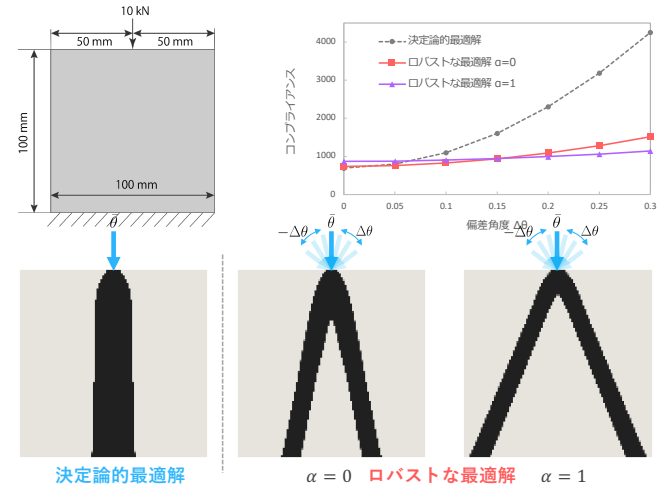 10 kN
50 mm
50 mm
100 mm
100 mm
コンプライアンス
4000
3000
2000
1000
0
決定論的最適解
ロバストな最適解 α=0
ロバストな最適解 α=1
0
0.05
0.1
0.15
0.2
0.25
0.3
偏差角度 Δθ
θ̄
−Δθ
θ̄
Δθ
−Δθ
θ̄
Δθ
決定論的最適解
α = 0 ロバストな最適解 α = 1